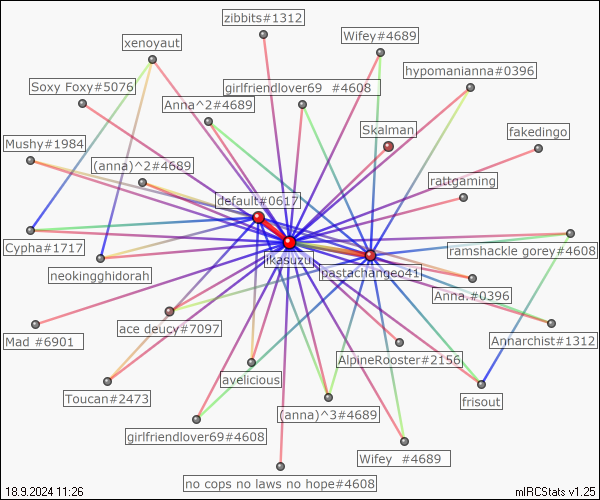 zibbits#1312
xenoyaut
Wifey#4689
hypomanianna#0396
Soxy Foxy#5076
girlfriendlover69  #4608
Anna^2#4689
Skalman
fakedingo
Mushy#1984
(anna)^2#4689
rattgaming
default#0617
Cypha#1717
ramshackle gorey#4608
ikasuzu
neokingghidorah
pastachangeo41
Anna.#0396
Mad #6901
ace deucy#7097
Annarchist#1312
AlpineRooster#2156
avelicious
Toucan#2473
frisout
(anna)^3#4689
girlfriendlover69#4608
Wifey  #4689
no cops no laws no hope#4608
18.9.2024 11:26
mIRCStats v1.25